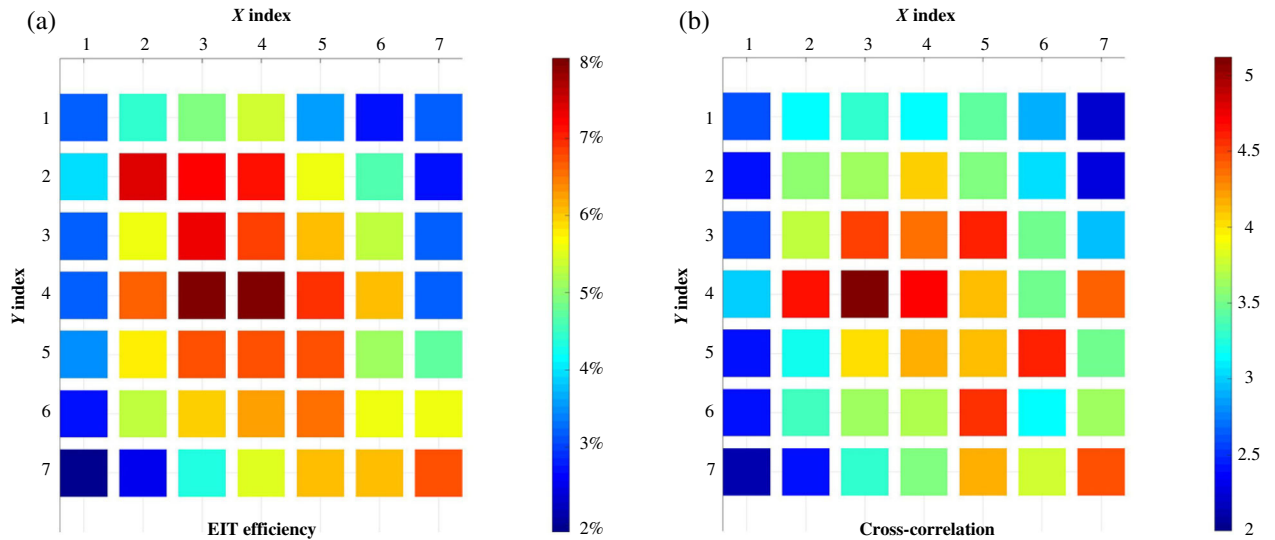 (a)
X index
1 2 3 4 5 6 7
Y index
1
2
3
4
5
6
7
EIT efficiency
8%
7%
6%
5%
4%
3%
2%
(b)
X index
1 2 3 4 5 6 7
Y index
1
2
3
4
5
6
7
Cross-correlation
5
4.5
4
3.5
3
2.5
2